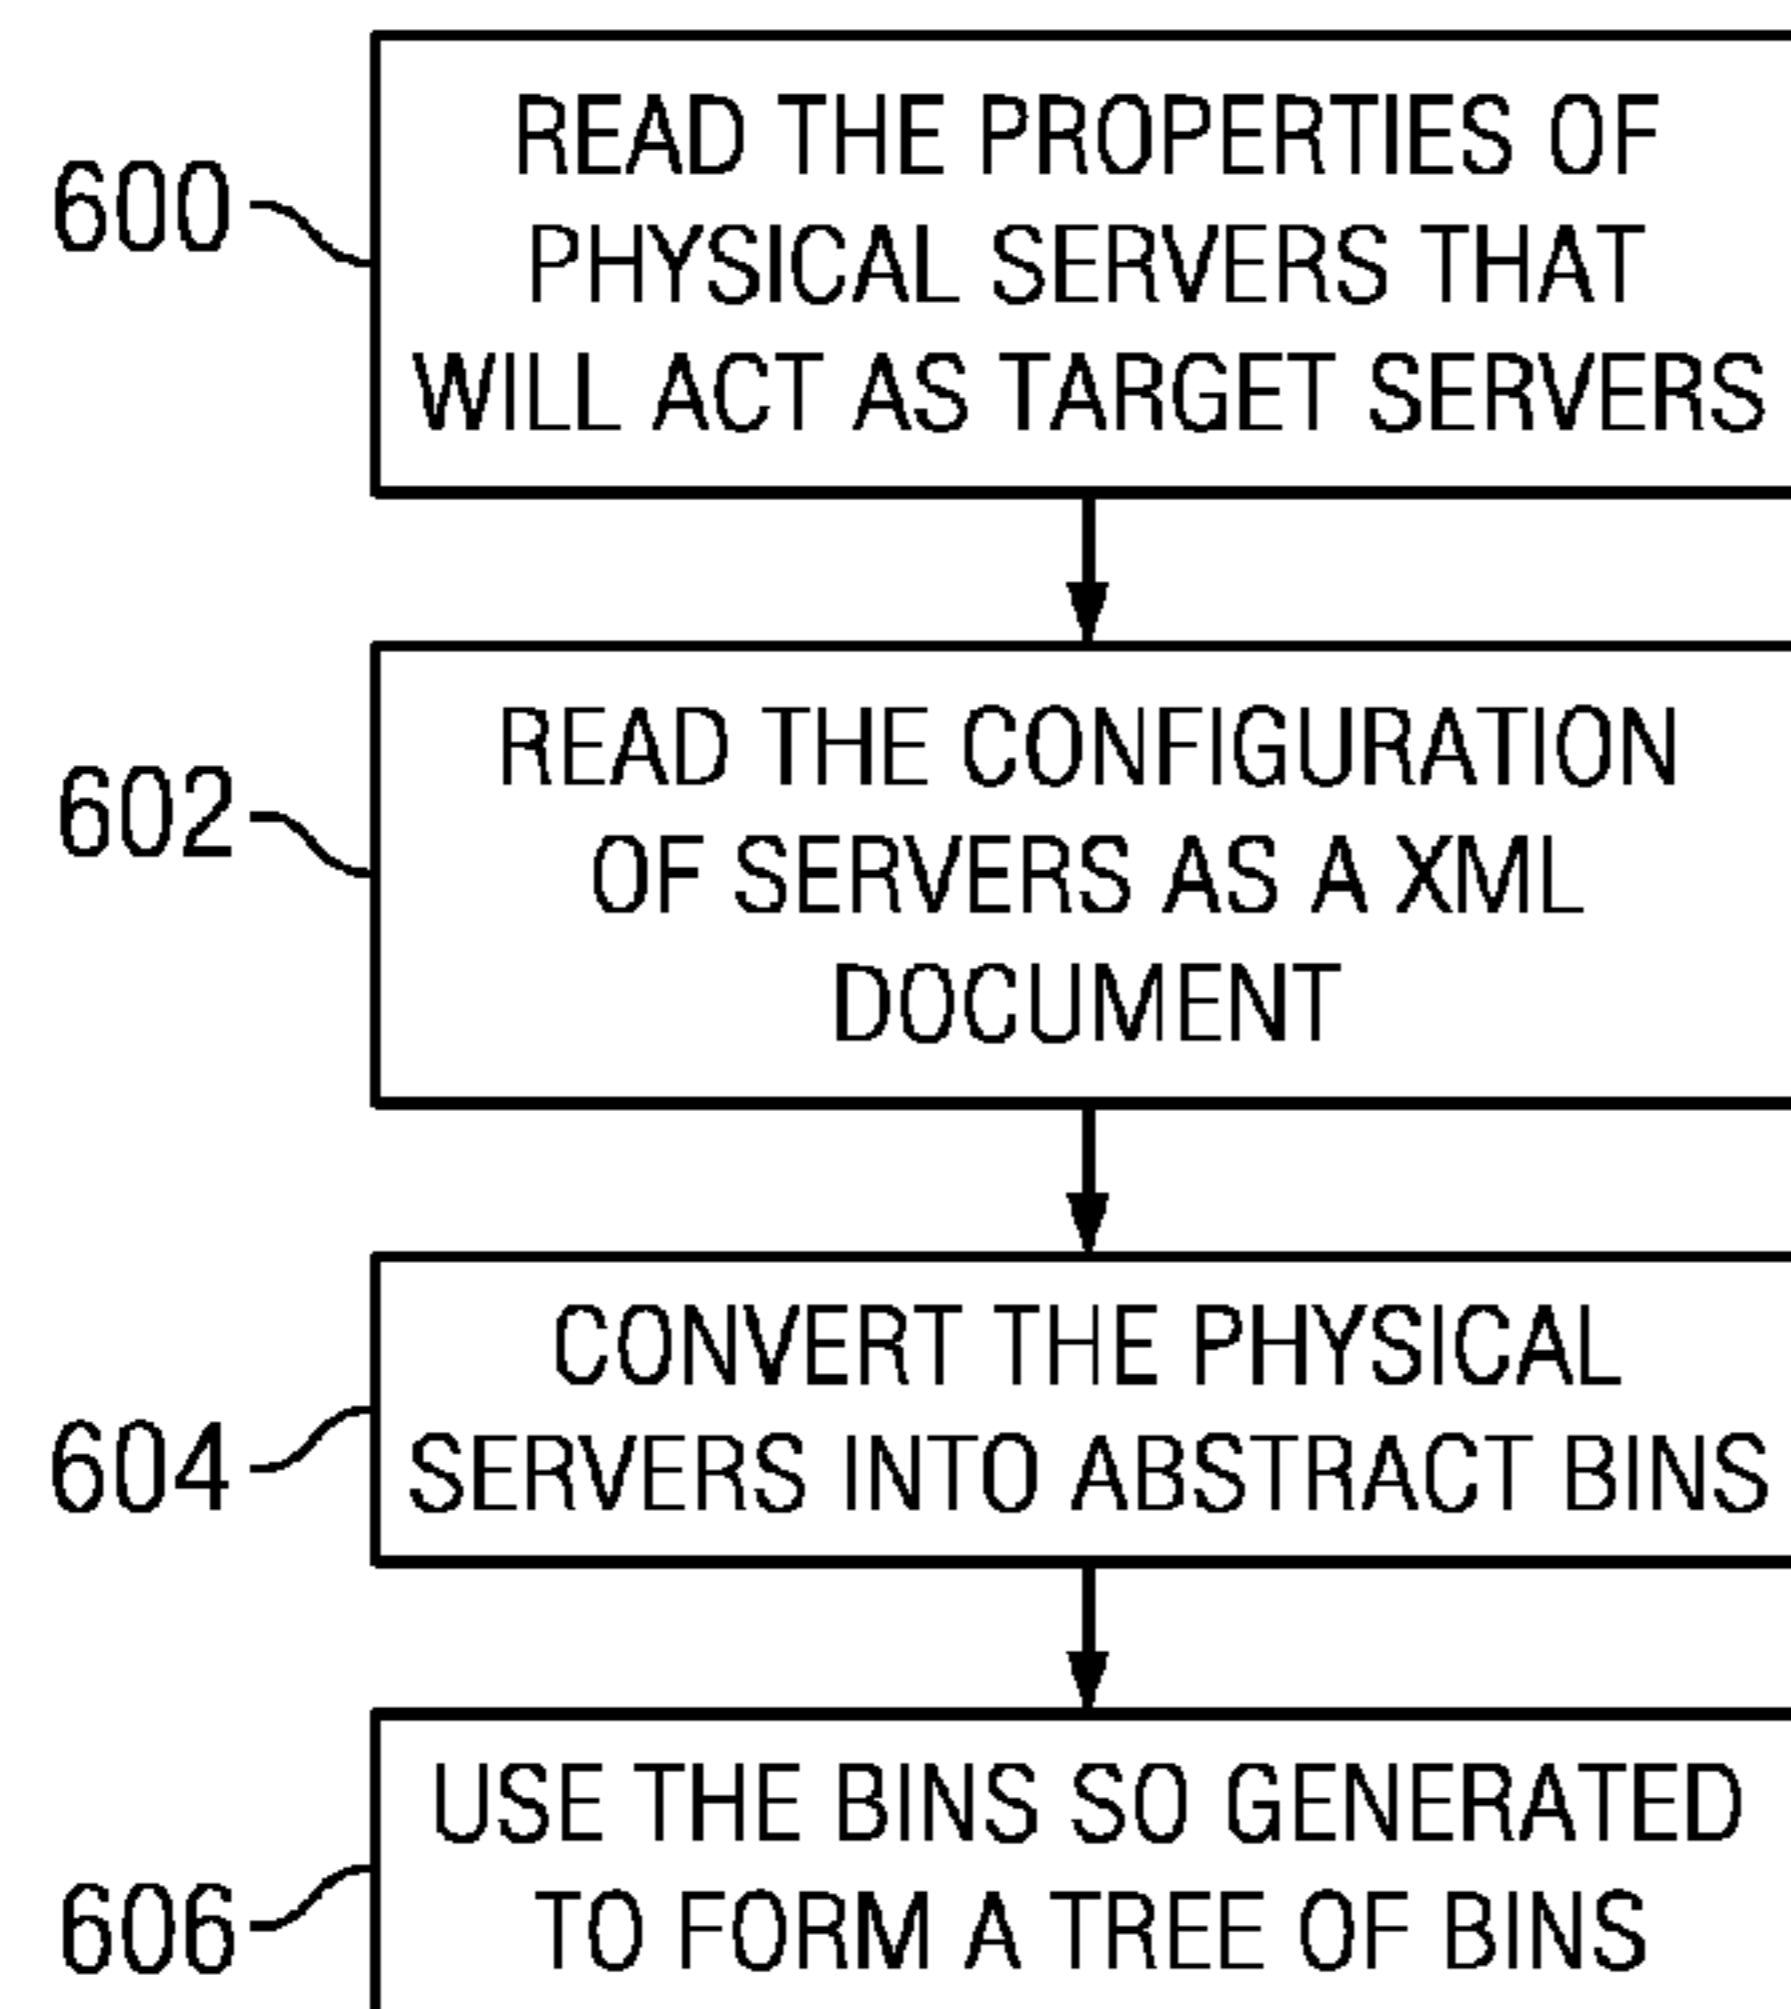 600
READ THE PROPERTIES OF
PHYSICAL SERVERS THAT
WILL ACT AS TARGET SERVERS
602
READ THE CONFIGURATION
OF SERVERS AS A XML
DOCUMENT
604
CONVERT THE PHYSICAL
SERVERS INTO ABSTRACT BINS
606
USE THE BINS SO GENERATED
TO FORM A TREE OF BINS